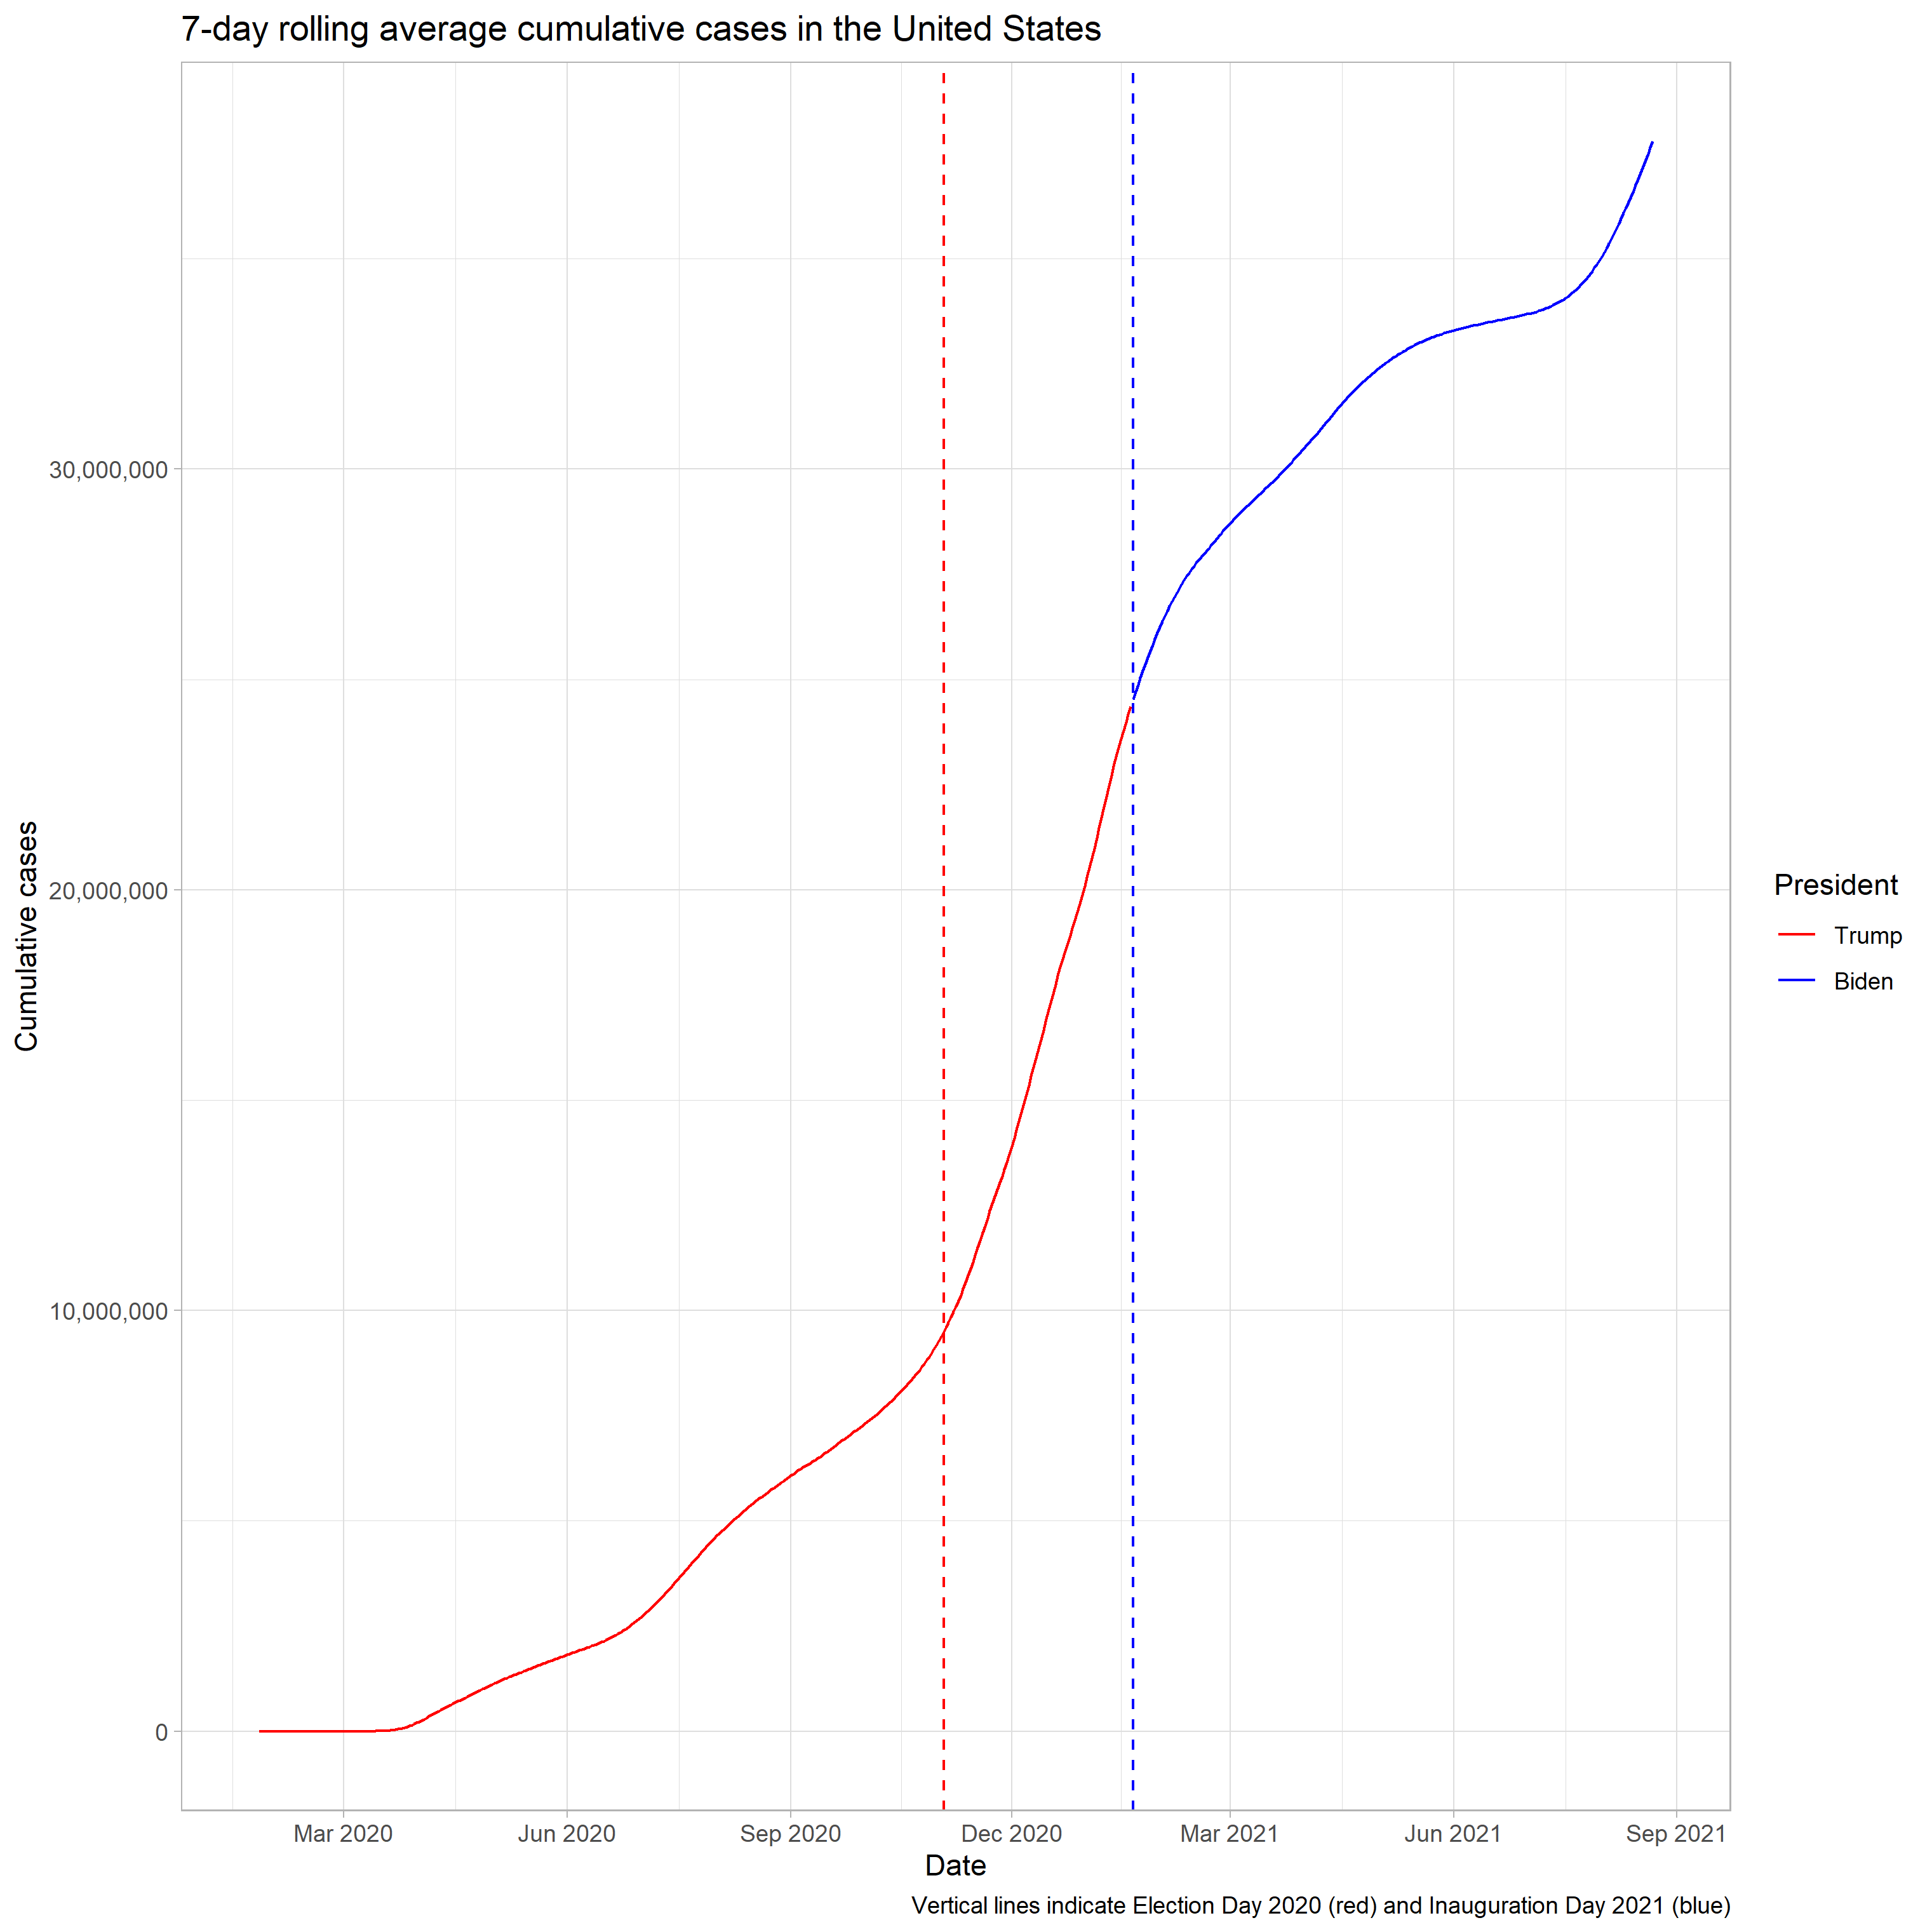 7-day rolling average cumulative cases in the United States
Cumulative cases
30,000,000
20,000,000
10,000,000
0
Mar 2020
Jun 2020
Sep 2020
Dec 2020
Mar 2021
Jun 2021
Sep 2021
Date
President
Trump
Biden
Vertical lines indicate Election Day 2020 (red) and Inauguration Day 2021 (blue)